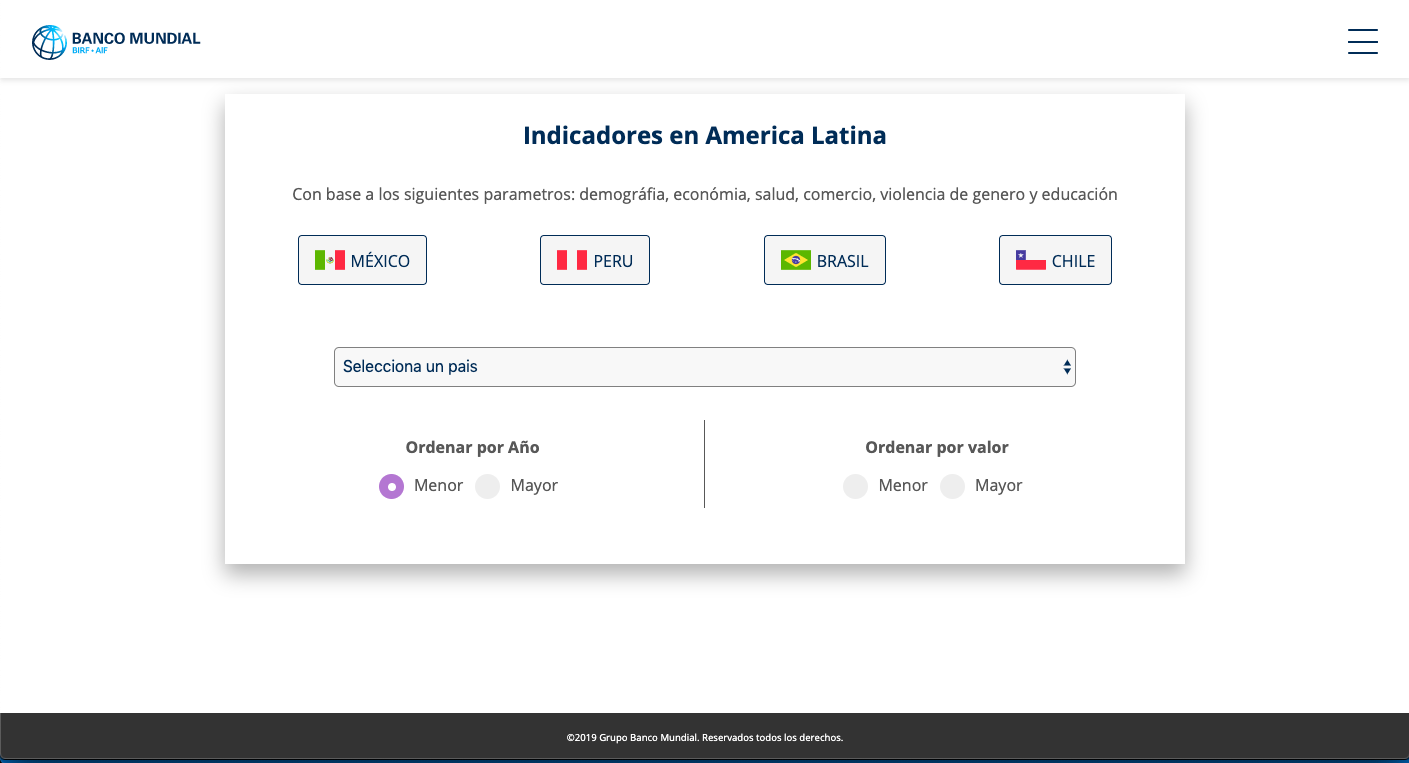 BANCO MUNDIAL
BIRF • AIF
Indicadores en America Latina
Con base a los siguientes parametros: demográfia, económia, salud, comercio, violencia de genero y educación
MÉXICO
PERU
BRASIL
CHILE
Selecciona un pais
Ordenar por Año
Menor Mayor
Ordenar por valor
Menor Mayor
©2019 Grupo Banco Mundial. Reservados todos los derechos.